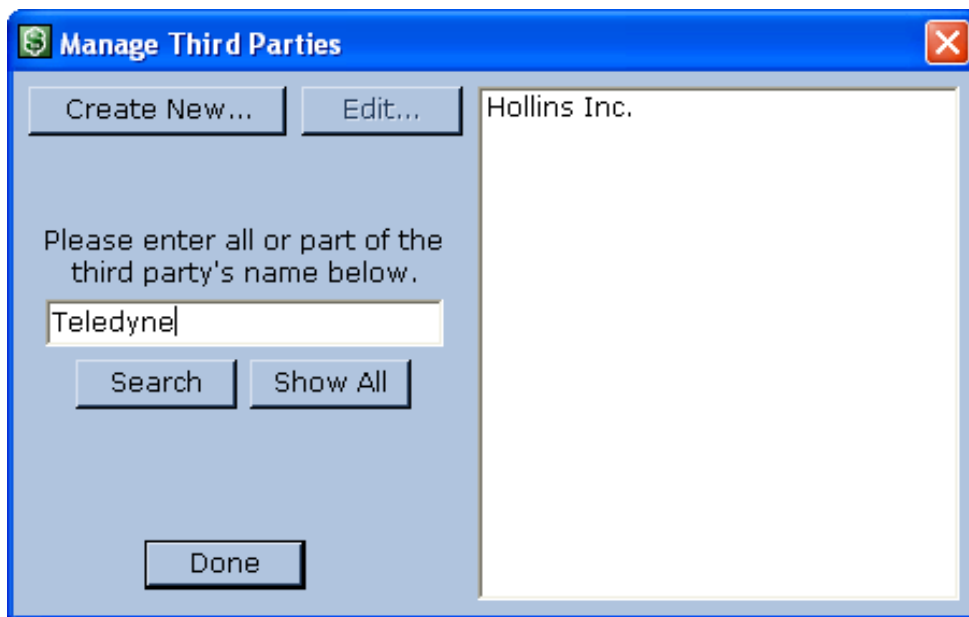 Manage Third Parties
Create New...
Edit...
Hollins Inc.
Please enter all or part of the
third party's name below.
Teledyne
Search
Show All
Done